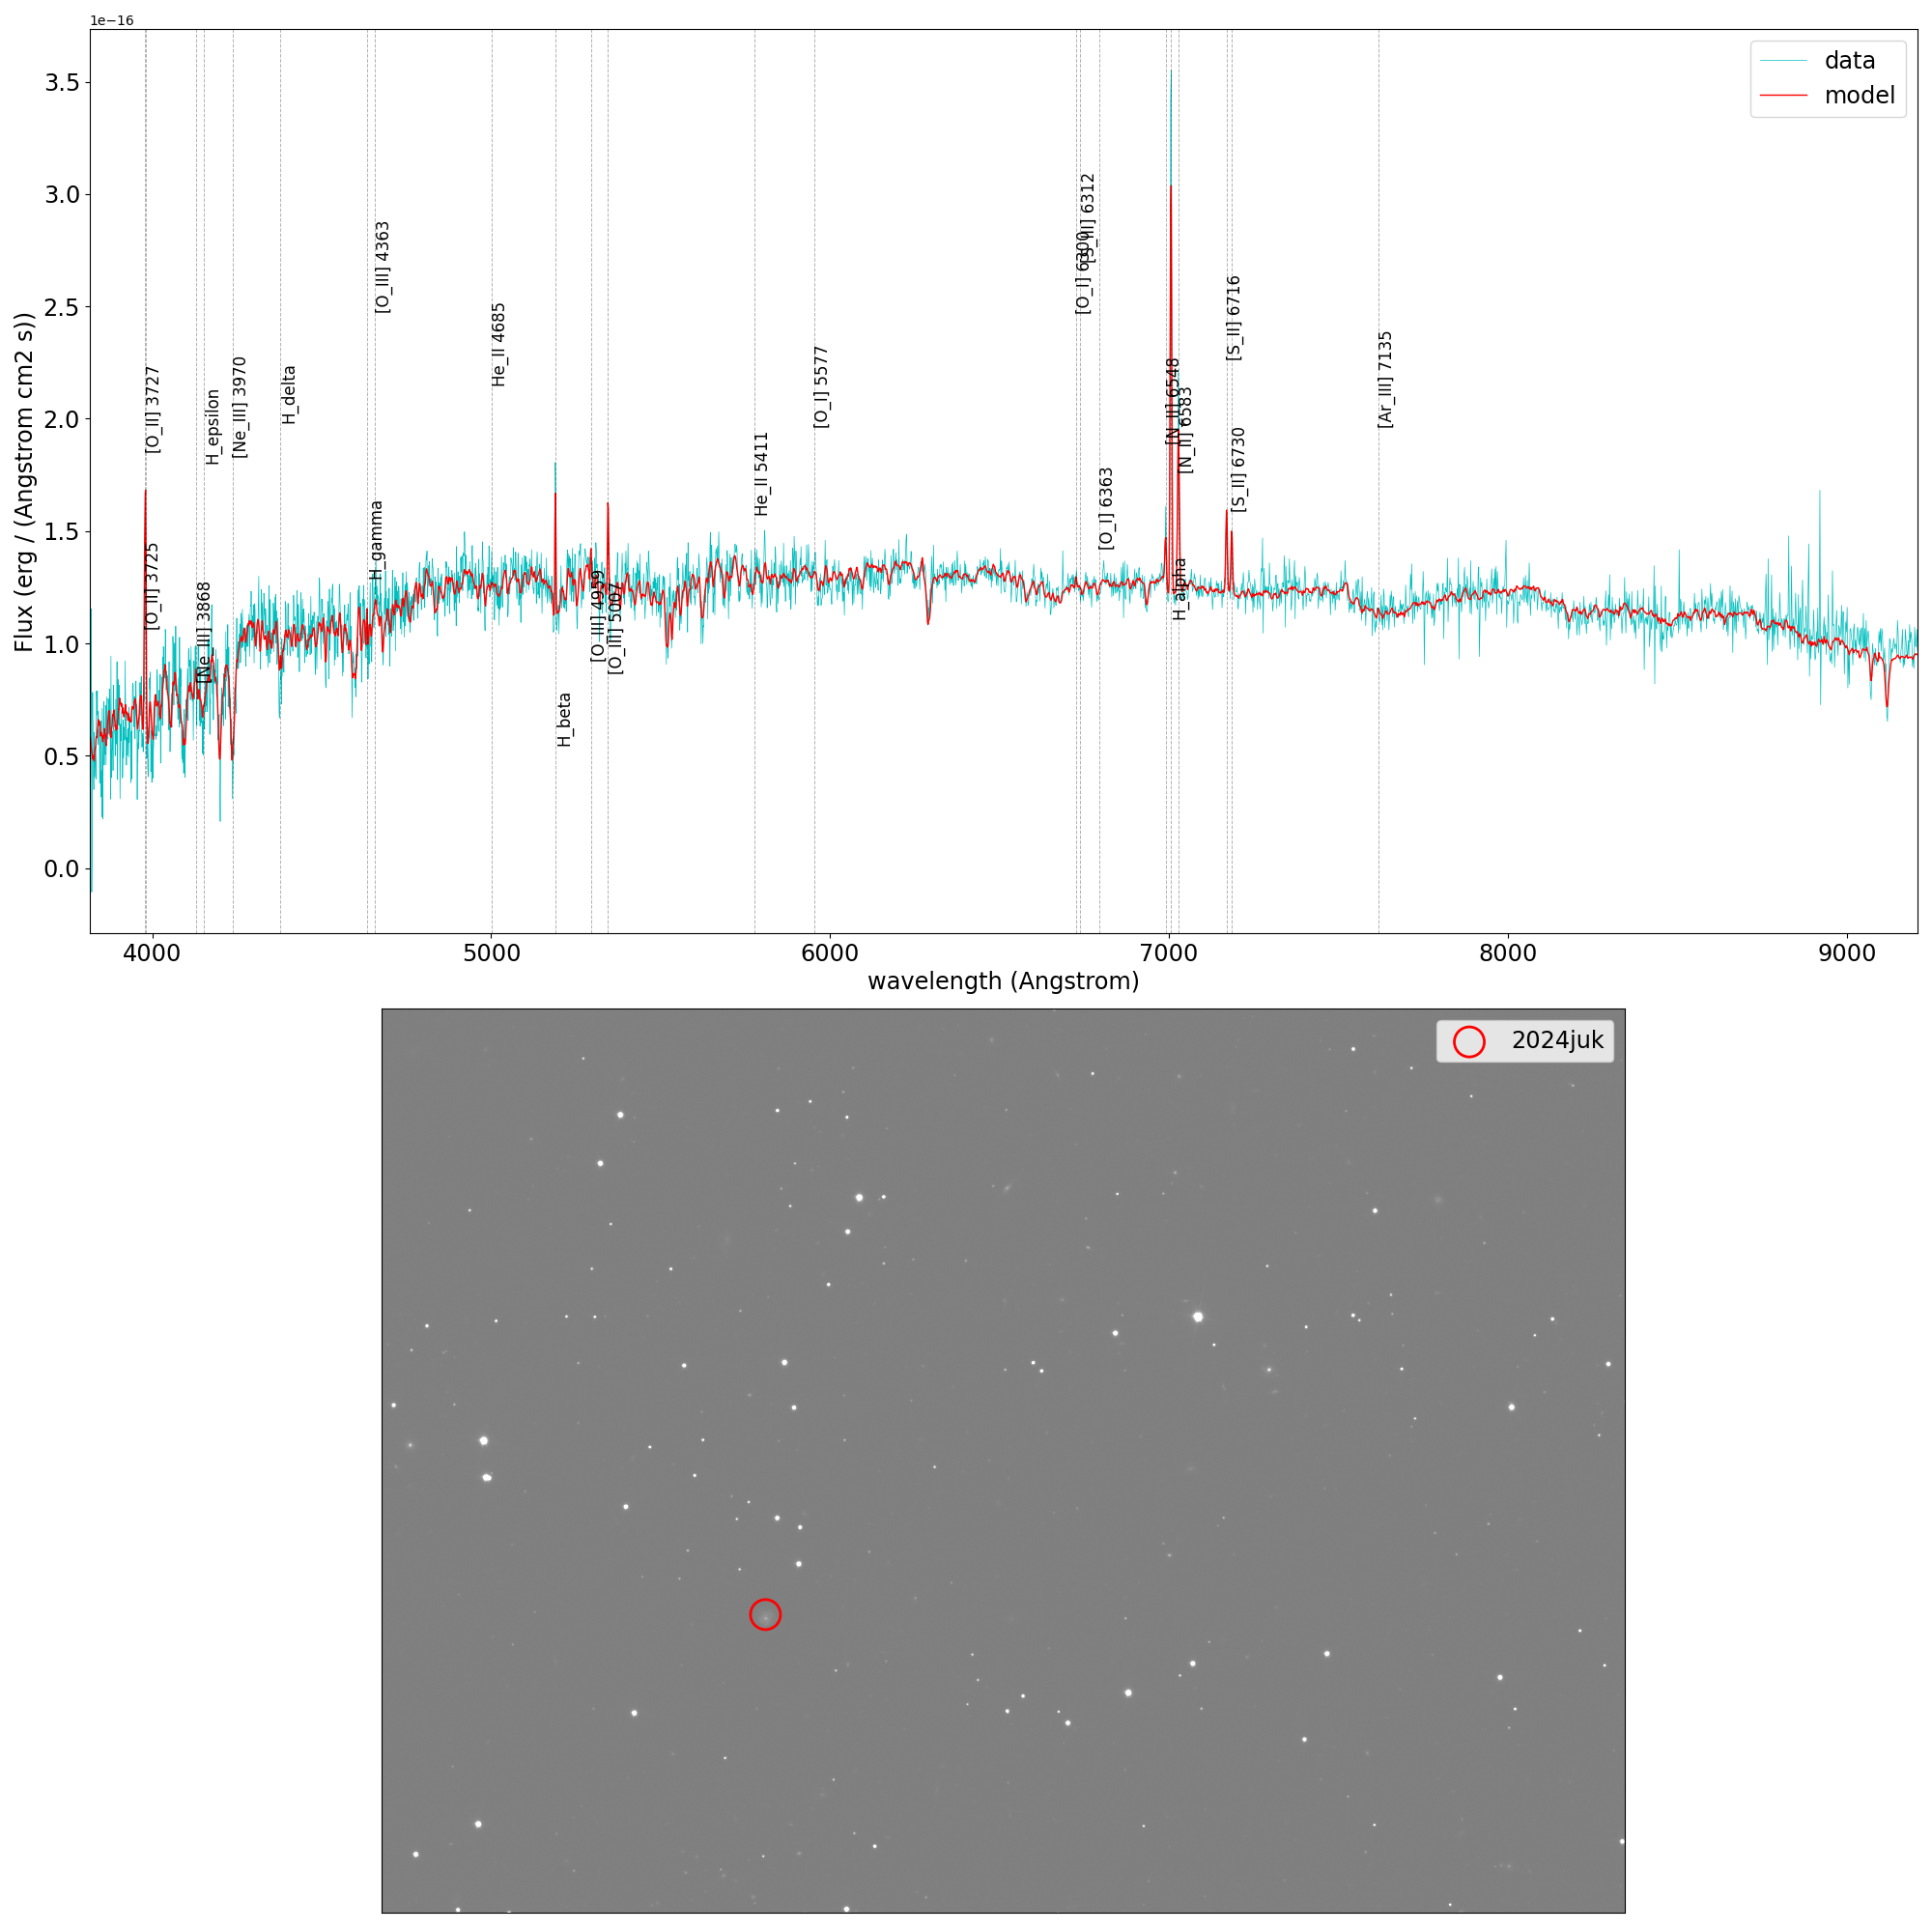 1e−16
data
model
3.5
3.0
2.5
2.0
1.5
1.0
0.5
0.0
Flux (erg / (Angstrom cm2 s))
[O_II] 3725
[O_II] 3727
[Ne_III] 3868
H_epsilon
[Ne_III] 3970
H_delta
H_gamma
[O_III] 4363
He_II 4685
H_beta
[O_III] 4959
[O_III] 5007
He_II 5411
[O_I] 5577
[O_I] 6300
[S_III] 6312
[O_I] 6363
[N_II] 6548
H_alpha
[N_II] 6583
[S_II] 6716
[S_II] 6730
[Ar_III] 7135
4000 5000 6000 7000 8000 9000
wavelength (Angstrom)
2024juk